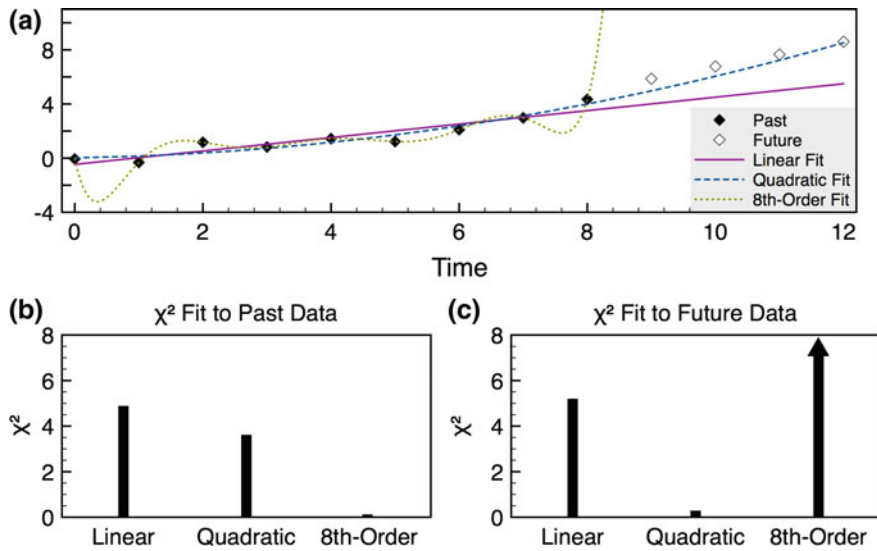 (a)
8
4
0
-4
0 2 4 6 8 10 12
Time
Past
Future
Linear Fit
Quadratic Fit
8th-Order Fit
(b) χ² Fit to Past Data
8
6
4
2
0
χ²
Linear Quadratic 8th-Order
(c) χ² Fit to Future Data
8
6
4
2
0
χ²
Linear Quadratic 8th-Order